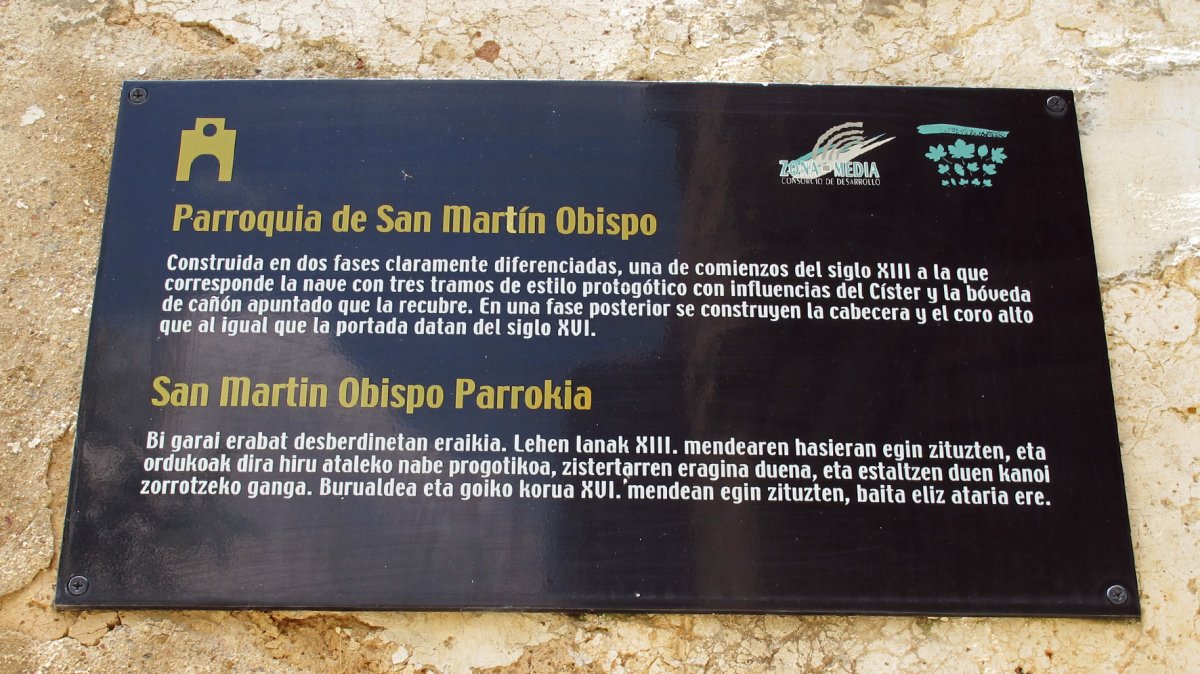 ZONA MEDIA
CONSORCIO DE DESARROLLO
Parroquia de San Martín Obispo
Construida en dos fases claramente diferenciadas, una de comienzos del siglo XIII a la que
corresponde la nave con tres tramos de estilo protogótico con influencias del Císter y la bóveda
de cañón apuntado que la recubre. En una fase posterior se construyen la cabecera y el coro alto
que al igual que la portada datan del siglo XVI.
San Martin Obispo Parrokia
Bi garai erabat desberdinetan eraikia. Lehen lanak XIII. mendearen hasieran egin zituzten, eta
ordukoak dira hiru ataleko nabe progotikoa, zistertarren eragina duena, eta estaltzen duen kanoi
zorrotzeko ganga. Burualdea eta goiko korua XVI. mendean egin zituzten, baita eliz ataria ere.